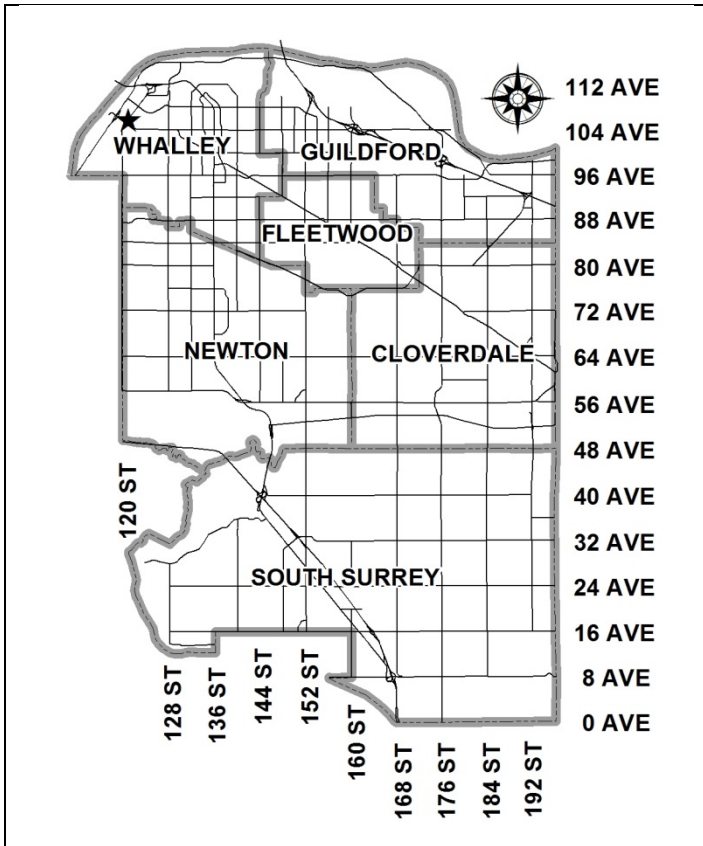 112 AVE
104 AVE
WHALLEY
GUILDFORD
96 AVE
88 AVE
FLEETWOOD
80 AVE
72 AVE
NEWTON
CLOVERDALE
64 AVE
56 AVE
48 AVE
120 ST
40 AVE
32 AVE
SOUTH SURREY
24 AVE
16 AVE
8 AVE
0 AVE
128 ST
136 ST
144 ST
152 ST
160 ST
168 ST
176 ST
184 ST
192 ST